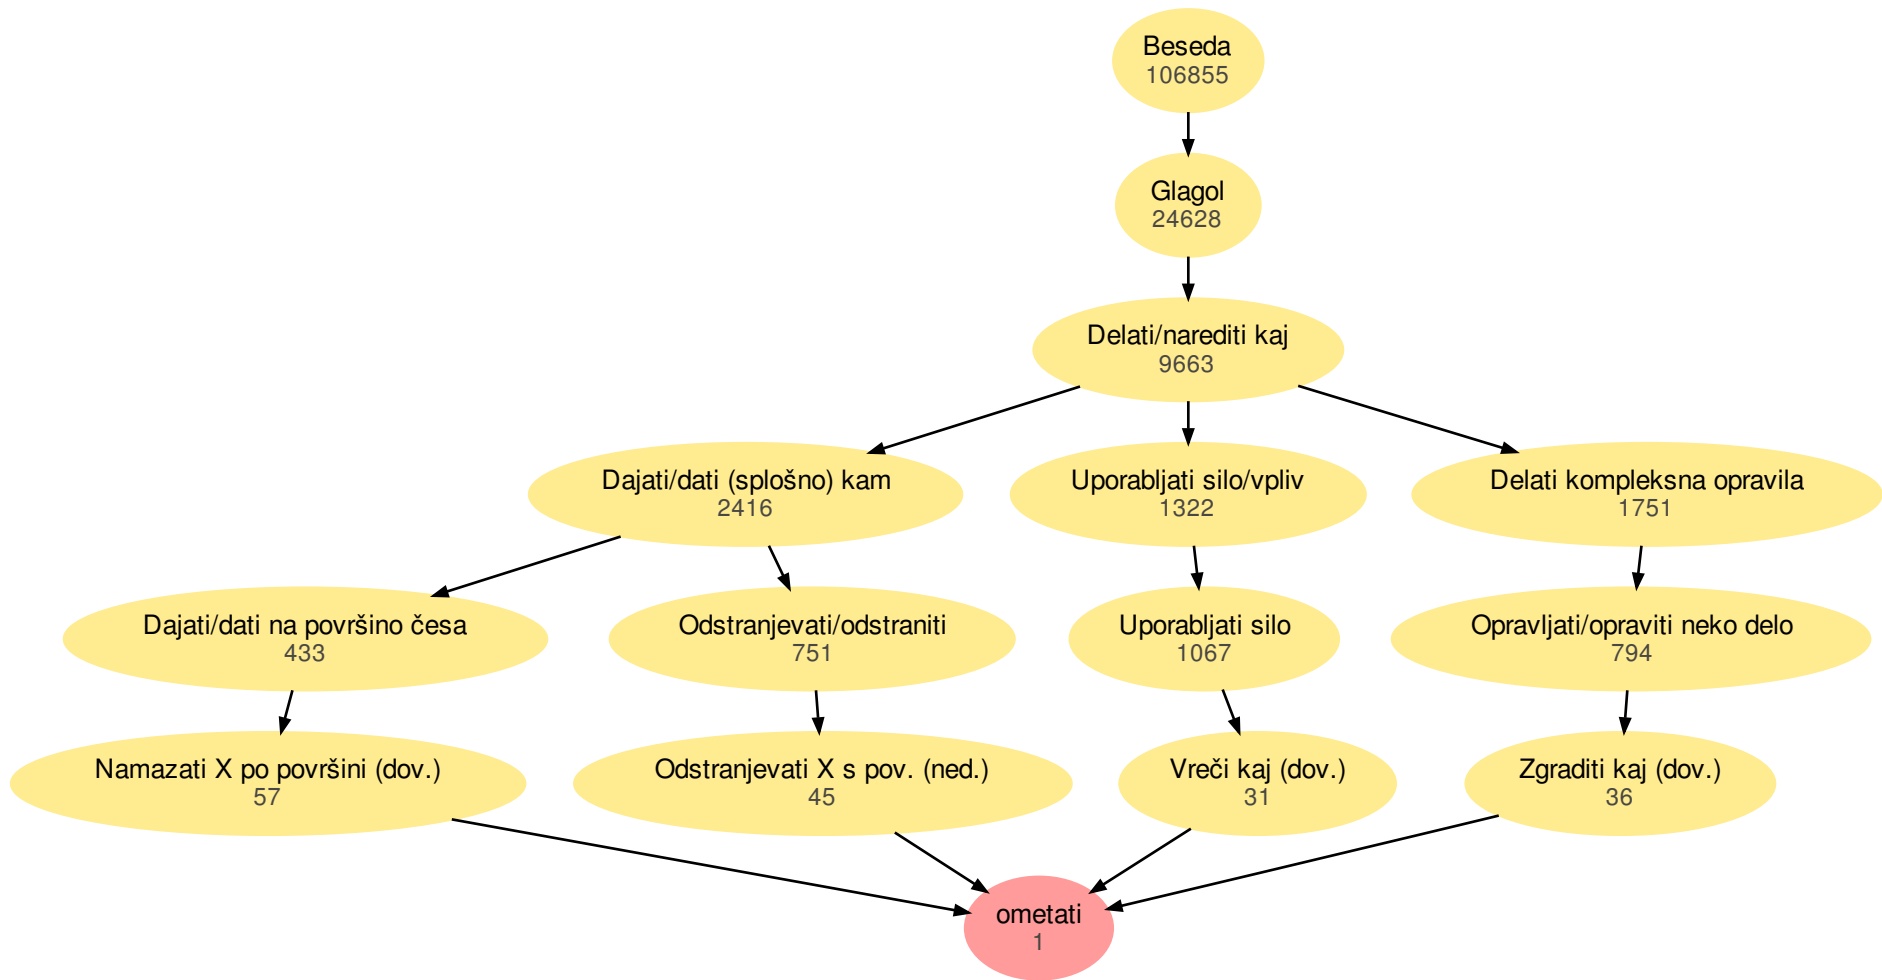 Beseda
106855
Glagol
24628
Delati/narediti kaj
9663
Dajati/dati (splošno) kam
2416
Uporabljati silo/vpliv
1322
Delati kompleksna opravila
1751
Dajati/dati na površino česa
433
Odstranjevati/odstraniti
751
Uporabljati silo
1067
Opravljati/opraviti neko delo
794
Namazati X po površini (dov.)
57
Odstranjevati X s pov. (ned.)
45
Vreči kaj (dov.)
31
Zgraditi kaj (dov.)
36
ometati
1